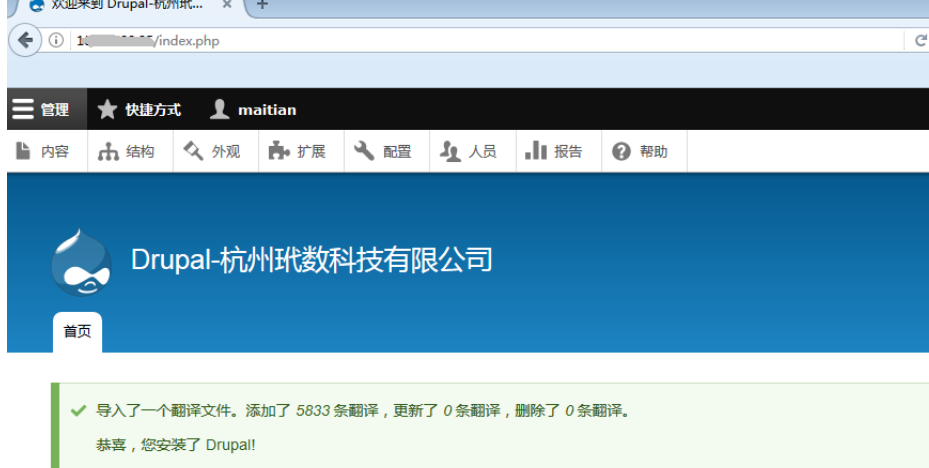 欢迎来到 Drupal-杭州玳...
/index.php
管理 快捷方式 maitian
内容 结构 外观 扩展 配置 人员 报告 帮助
Drupal-杭州玳数科技有限公司
首页
导入了一个翻译文件。添加了 5833 条翻译，更新了 0 条翻译，删除了 0 条翻译。
恭喜，您安装了 Drupal!